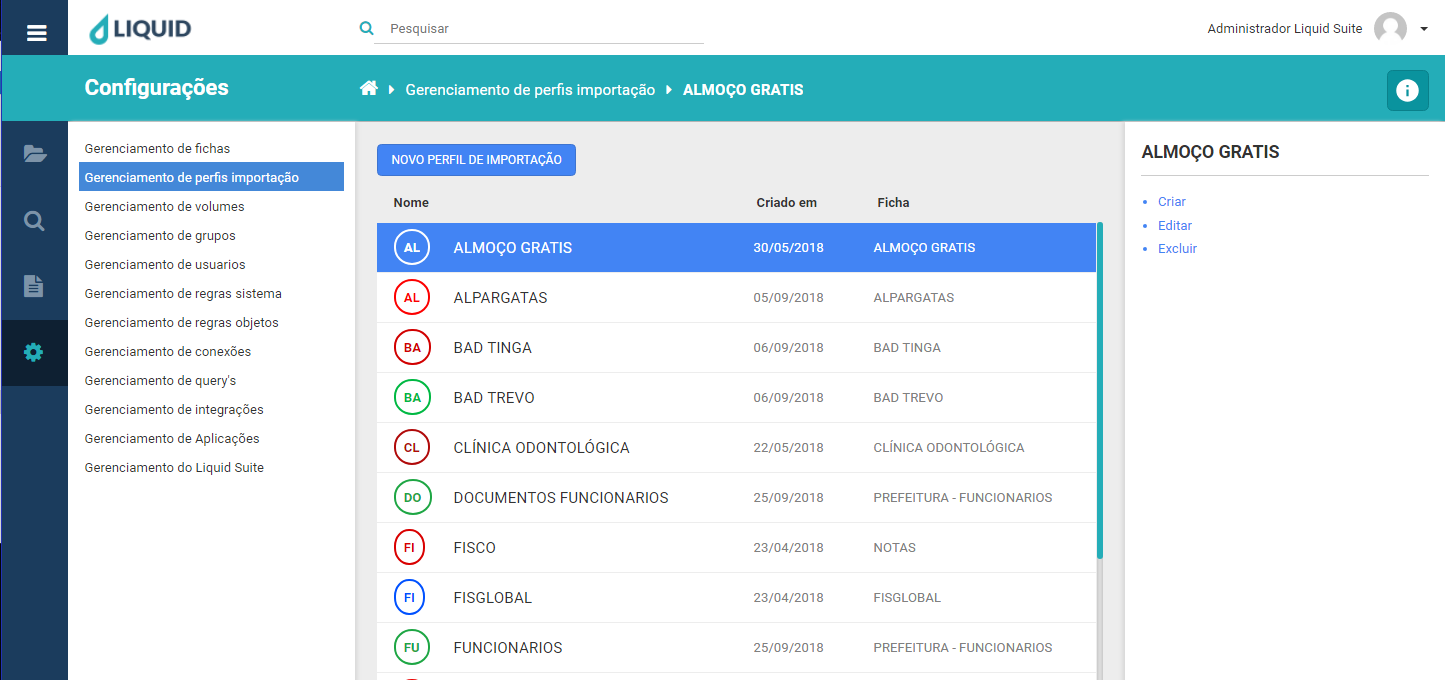 LIQUID
Pesquisar
Administrador Liquid Suite
Configurações
Gerenciamento de perfis importação
ALMOÇO GRATIS
Gerenciamento de fichas
Gerenciamento de perfis importação
Gerenciamento de volumes
Gerenciamento de grupos
Gerenciamento de usuarios
Gerenciamento de regras sistema
Gerenciamento de regras objetos
Gerenciamento de conexões
Gerenciamento de query's
Gerenciamento de integrações
Gerenciamento de Aplicações
Gerenciamento do Liquid Suite
NOVO PERFIL DE IMPORTAÇÃO
Nome Criado em Ficha
AL ALMOÇO GRATIS 30/05/2018 ALMOÇO GRATIS
AL ALPARGATAS 05/09/2018 ALPARGATAS
BA BAD TINGA 06/09/2018 BAD TINGA
BA BAD TREVO 06/09/2018 BAD TREVO
CL CLÍNICA ODONTOLÓGICA 22/05/2018 CLÍNICA ODONTOLÓGICA
DO DOCUMENTOS FUNCIONARIOS 25/09/2018 PREFEITURA - FUNCIONARIOS
FI FISCO 23/04/2018 NOTAS
FI FISGLOBAL 23/04/2018 FISGLOBAL
FU FUNCIONARIOS 25/09/2018 PREFEITURA - FUNCIONARIOS
ALMOÇO GRATIS
Criar
Editar
Excluir